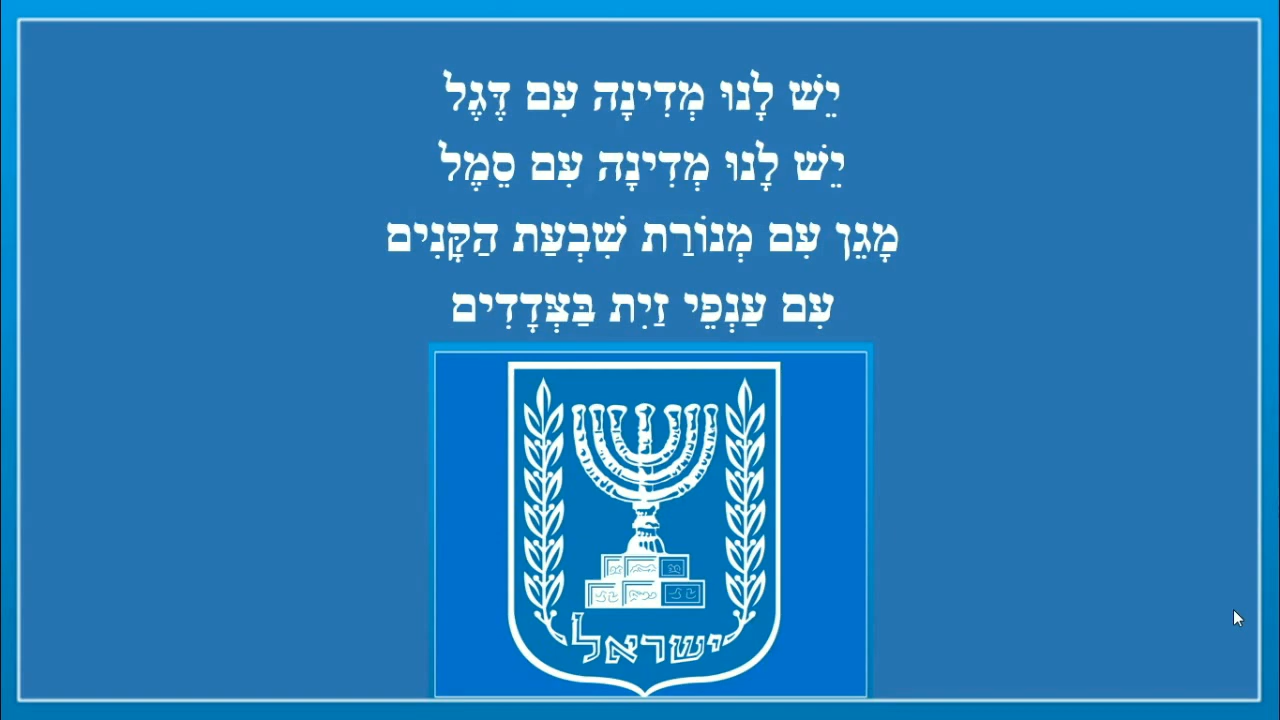 יֵשׁ לָנוּ מְדִינָה עִם דֶּגֶל
יֵשׁ לָנוּ מְדִינָה עִם סֵמֶל
מָגֵן עִם מְנוֹרַת שִׁבְעַת הַקָּנִים
עִם עַנְפֵי זַיִת בַּצְּדָדִים
ישראל